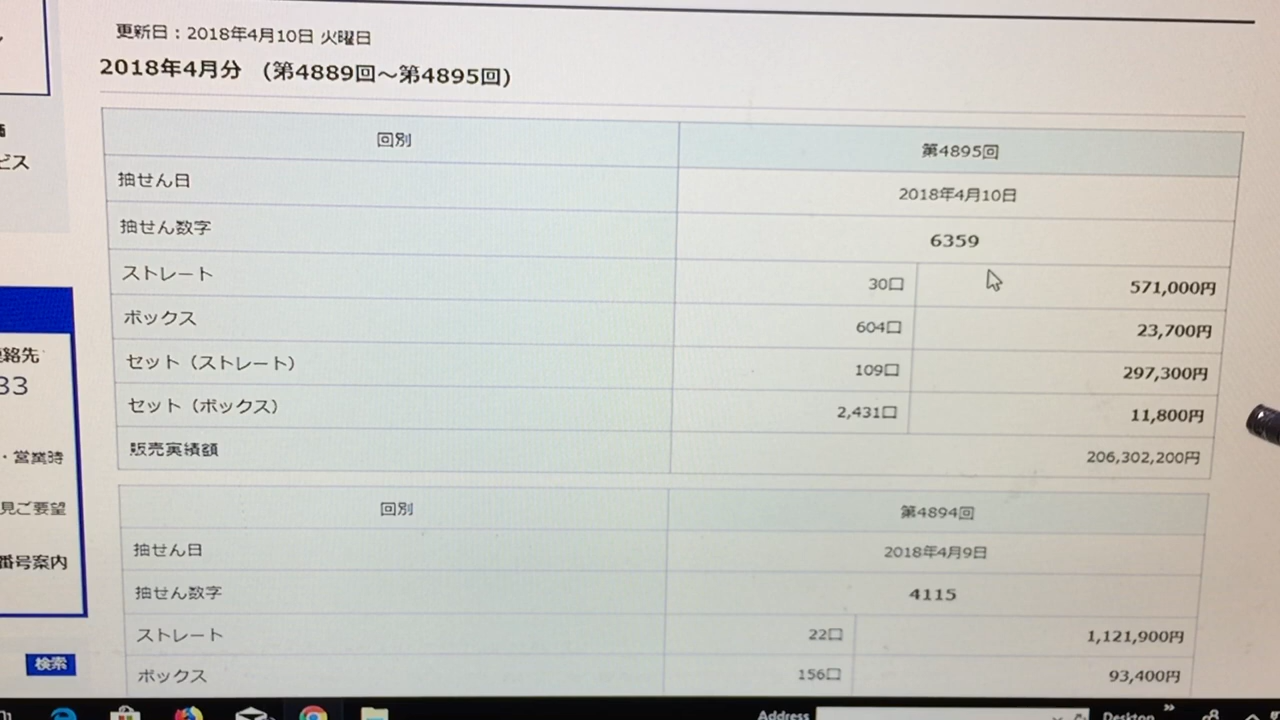 更新日：2018年4月10日 火曜日
2018年4月分 （第4889回～第4895回）
回別 第4895回
抽せん日 2018年4月10日
抽せん数字 6359
ストレート 30口 571,000円
ボックス 604口 23,700円
セット（ストレート） 109口 297,300円
セット（ボックス） 2,431口 11,800円
販売実績額 206,302,200円
回別 第4894回
抽せん日 2018年4月9日
抽せん数字 4115
ストレート 22口 1,121,900円
ボックス 156口 93,400円
ビス
絡先
33
・営業時
見ご要望
番号案内
検索
Address
Desktop